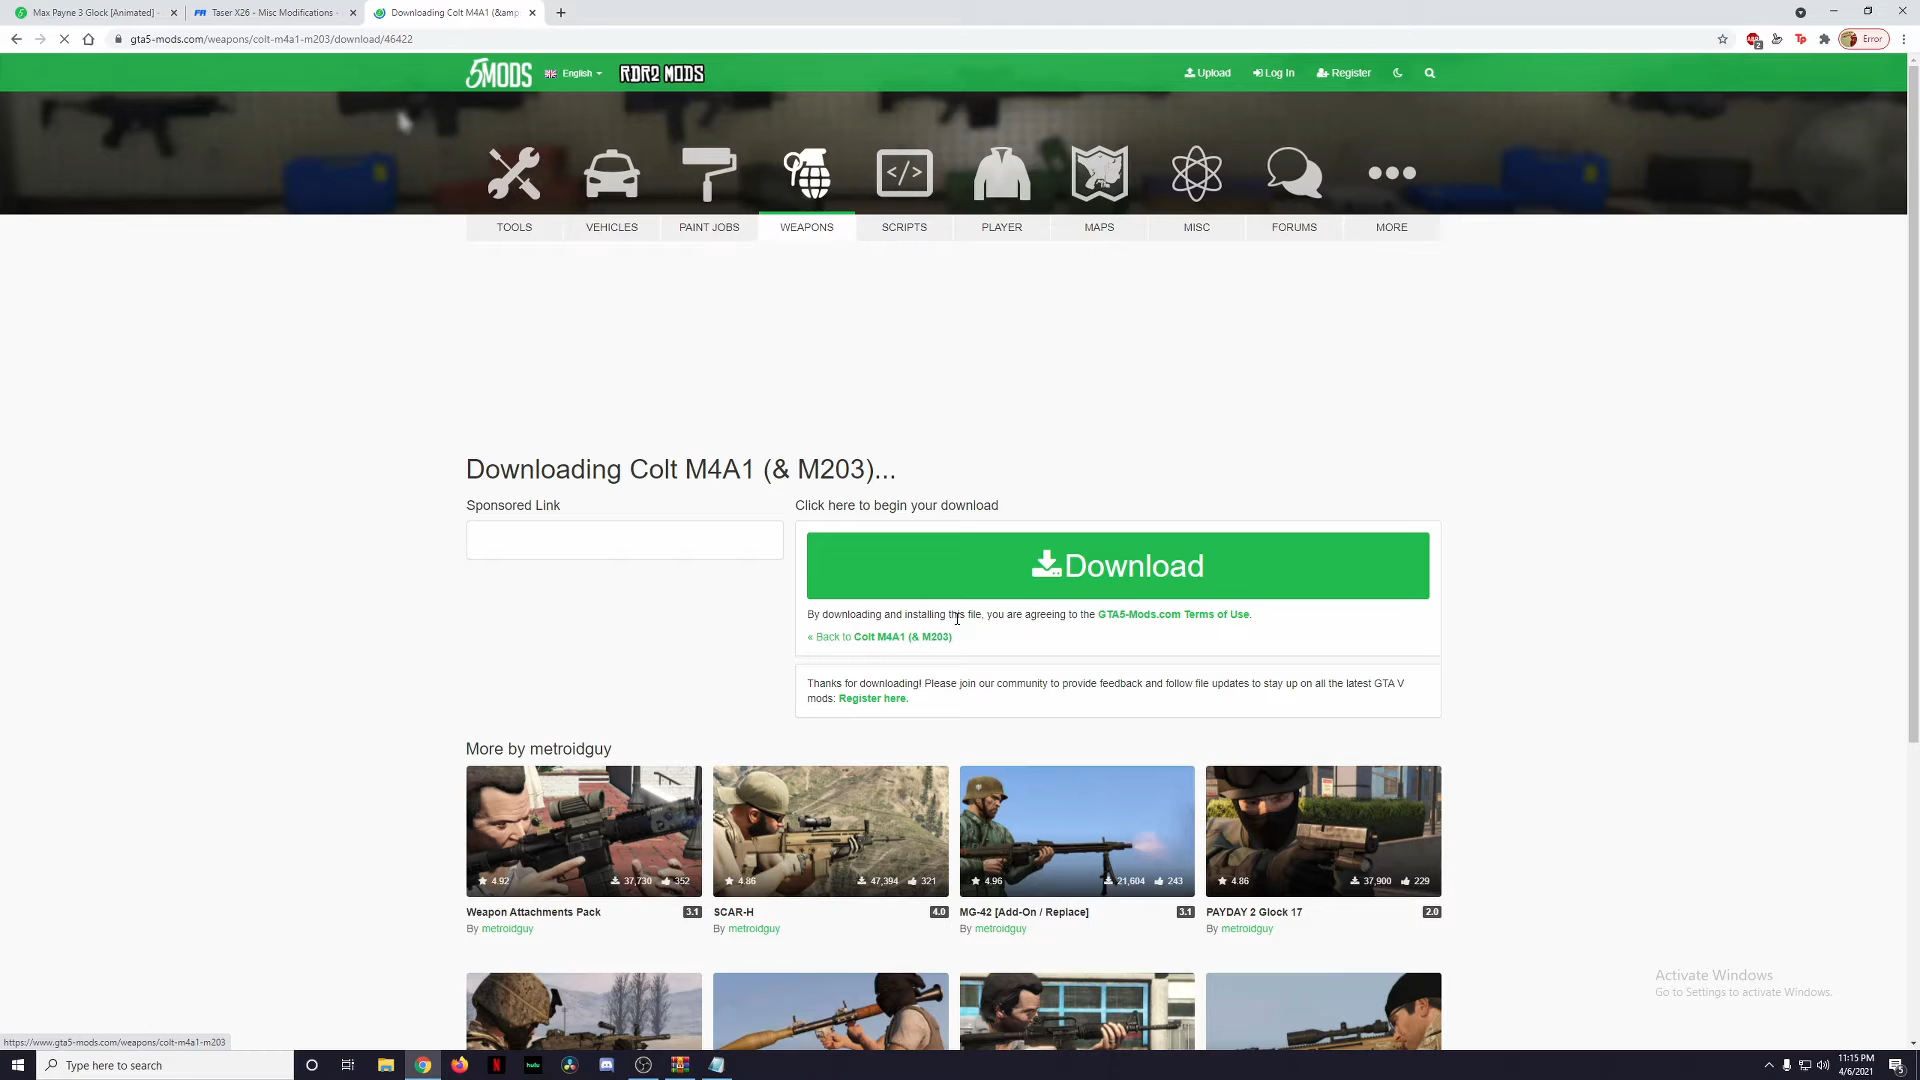 Max Payne 3 Glock [Animated] -
Taser X26 - Misc Modifications -
Downloading Colt M4A1 (&amp
gta5-mods.com/weapons/colt-m4a1-m203/download/46422
Error
5MODS
English
RDR2 MODS
Upload
Log In
Register
TOOLS
VEHICLES
PAINT JOBS
WEAPONS
SCRIPTS
PLAYER
MAPS
MISC
FORUMS
MORE
Downloading Colt M4A1 (& M203)...
Sponsored Link
Click here to begin your download
Download
By downloading and installing this file, you are agreeing to the GTA5-Mods.com Terms of Use.
« Back to Colt M4A1 (& M203)
Thanks for downloading! Please join our community to provide feedback and follow file updates to stay up on all the latest GTA V
mods: Register here.
More by metroidguy
4.92 37,730 352
4.86 47,394 321
4.96 21,604 243
4.86 37,900 229
Weapon Attachments Pack 3.1
SCAR-H 4.0
MG-42 [Add-On / Replace] 3.1
PAYDAY 2 Glock 17 2.0
By metroidguy
By metroidguy
By metroidguy
By metroidguy
Activate Windows
Go to Settings to activate Windows.
https://www.gta5-mods.com/weapons/colt-m4a1-m203
Type here to search
hulu
11:15 PM
4/6/2021